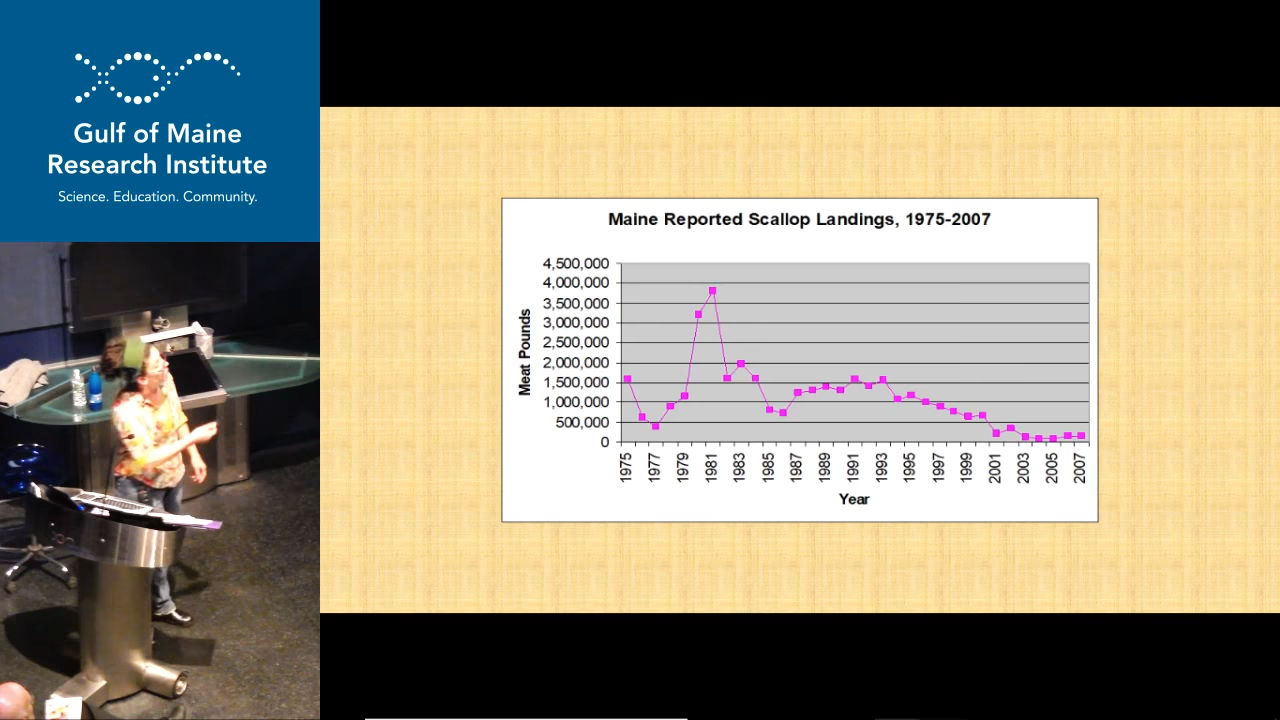 Gulf of Maine
Research Institute
Science. Education. Community.
Maine Reported Scallop Landings, 1975-2007
Meat Pounds
4,500,000
4,000,000
3,500,000
3,000,000
2,500,000
2,000,000
1,500,000
1,000,000
500,000
0
1975 1977 1979 1981 1983 1985 1987 1989 1991 1993 1995 1997 1999 2001 2003 2005 2007
Year